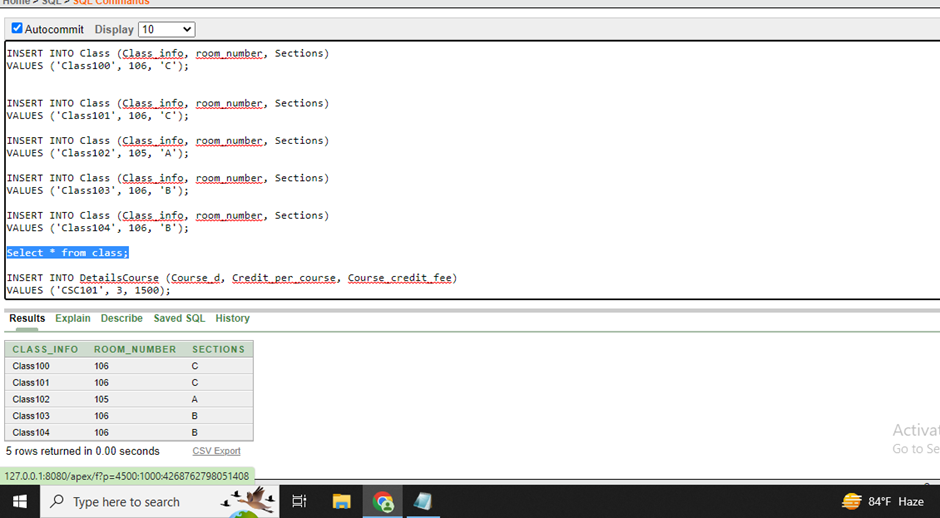 Home > SQL > SQL Commands
Autocommit Display 10
INSERT INTO Class (Class_info, room_number, Sections)
VALUES ('Class100', 106, 'C');
INSERT INTO Class (Class_info, room_number, Sections)
VALUES ('Class101', 106, 'C');
INSERT INTO Class (Class_info, room_number, Sections)
VALUES ('Class102', 105, 'A');
INSERT INTO Class (Class_info, room_number, Sections)
VALUES ('Class103', 106, 'B');
INSERT INTO Class (Class_info, room_number, Sections)
VALUES ('Class104', 106, 'B');
Select * from class;
INSERT INTO DetailsCourse (Course_d, Credit_per_course, Course_credit_fee)
VALUES ('CSC101', 3, 1500);
Results Explain Describe Saved SQL History
CLASS_INFO ROOM_NUMBER SECTIONS
Class100 106 C
Class101 106 C
Class102 105 A
Class103 106 B
Class104 106 B
5 rows returned in 0.00 seconds CSV Export
Activat
Go to Se
127.0.0.1:8080/apex/f?p=4500:1000:4268762798051408
Type here to search
84°F Haze